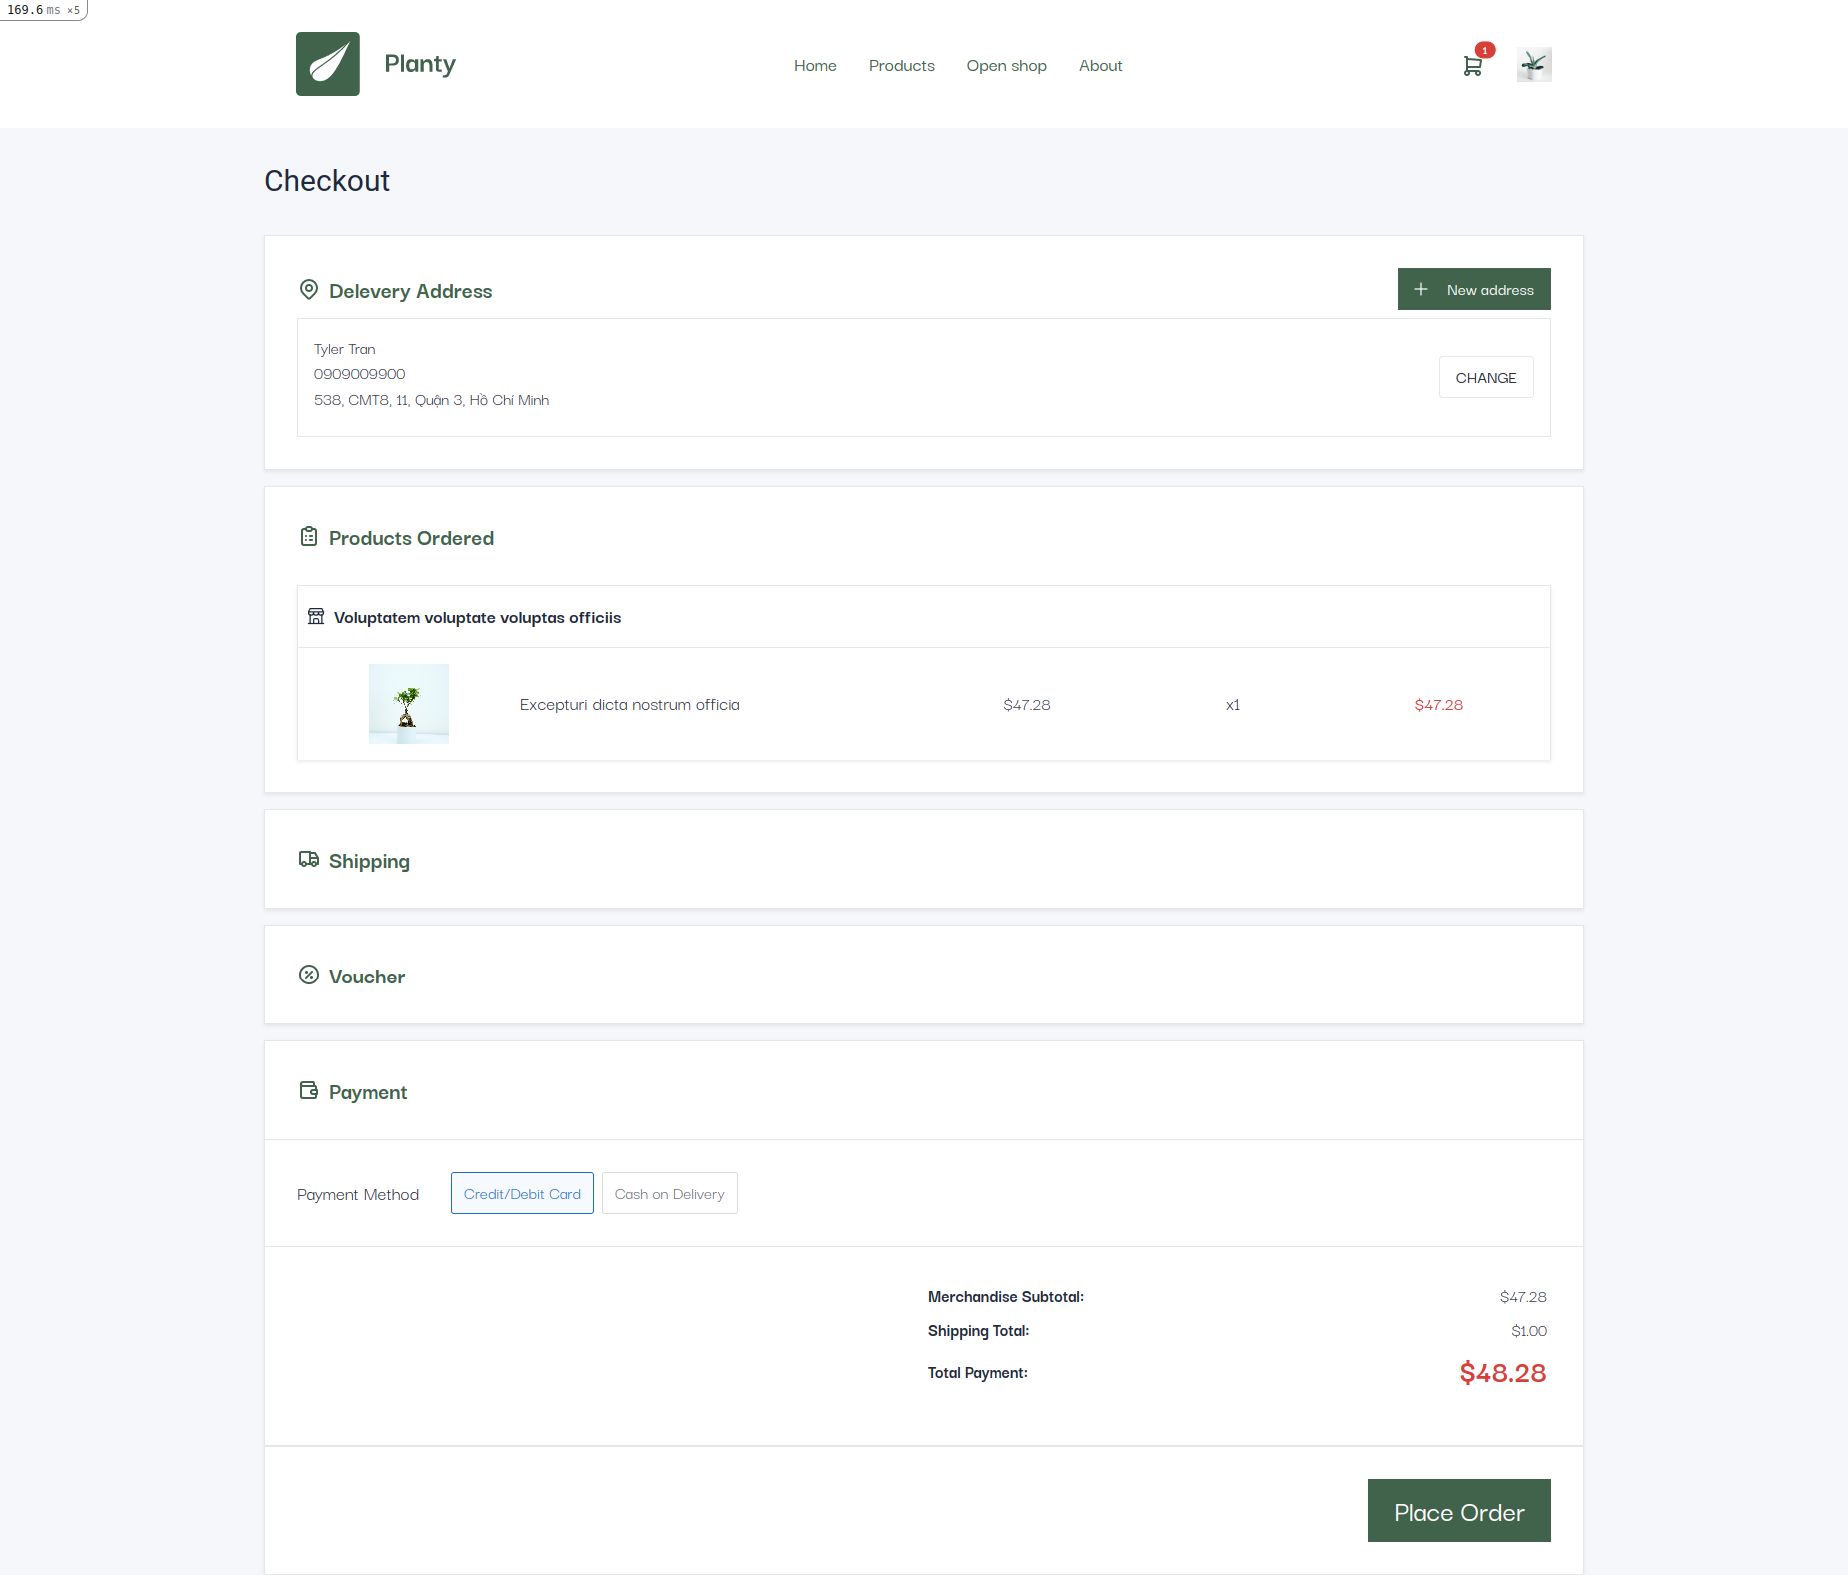 169.6 ms ×5
Planty
Home Products Open shop About
1
Checkout
Delevery Address
New address
Tyler Tran
0909009900
538, CMT8, 11, Quận 3, Hồ Chí Minh
CHANGE
Products Ordered
Voluptatem voluptate voluptas officiis
Excepturi dicta nostrum officia $47.28 x1 $47.28
Shipping
Voucher
Payment
Payment Method Credit/Debit Card Cash on Delivery
Merchandise Subtotal: $47.28
Shipping Total: $1.00
Total Payment: $48.28
Place Order